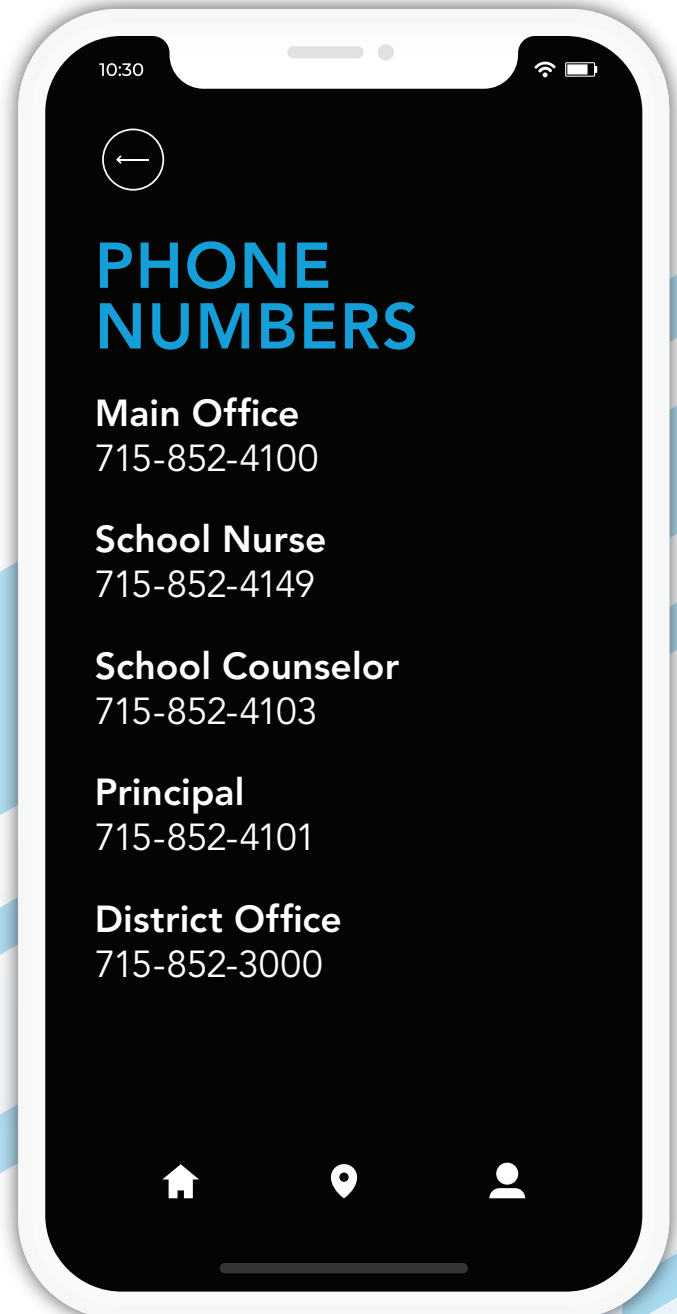 10:30
PHONE
NUMBERS
Main Office
715-852-4100
School Nurse
715-852-4149
School Counselor
715-852-4103
Principal
715-852-4101
District Office
715-852-3000